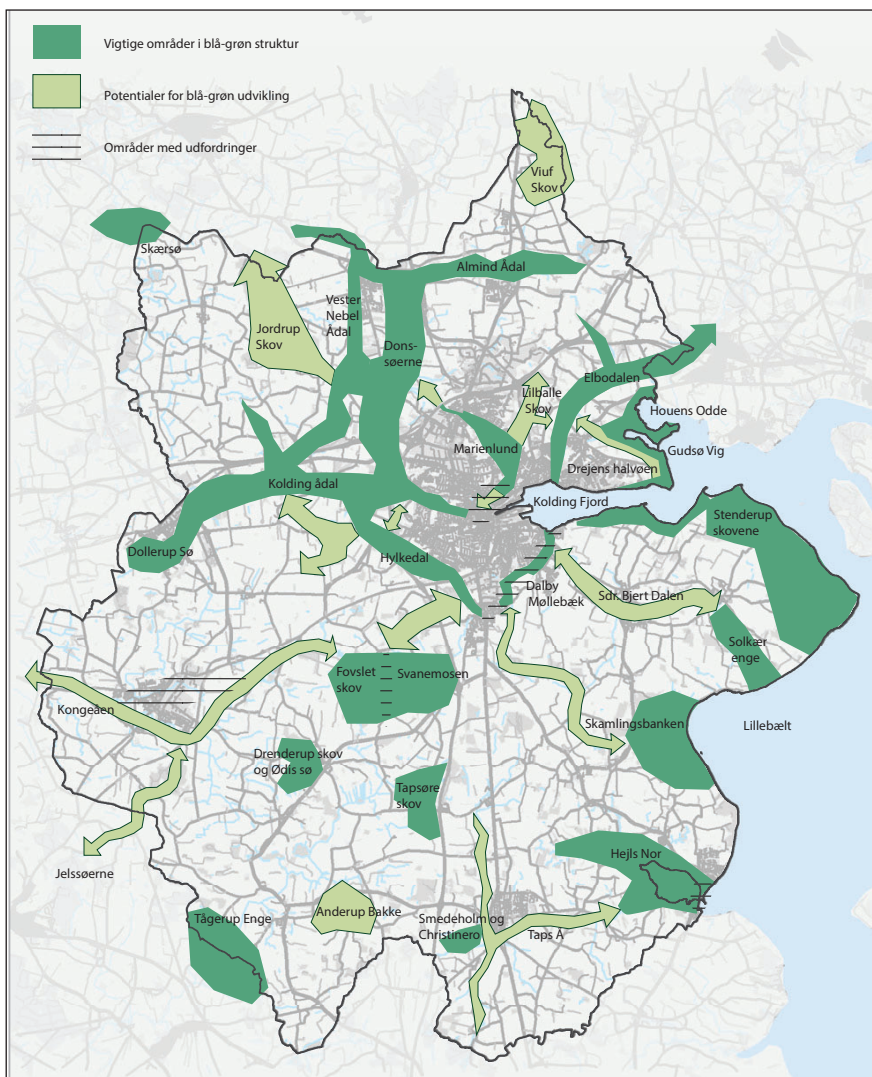 Vigtige områder i blå-grøn struktur
Potentialer for blå-grøn udvikling
Områder med udfordringer
Viuf
Skov
Skærsø
Almind Ådal
Vester
Nebel
Ådal
Jordrup
Skov
Dons-
søerne
Elbodalen
Lilballe
Skov
Houens Odde
Marienlund
Gudsø Vig
Drejens halvøen
Kolding ådal
Kolding Fjord
Stenderup
skovene
Dollerup Sø
Hylkedal
Dalby
Møllebæk
Sdr. Bjert Dalen
Solkær
enge
Fovslet
skov
Svanemosen
Kongeåen
Skamlingsbanken
Lillebælt
Drenderup skov
og Ødis sø
Tapsøre
skov
Hejls Nor
Jelssøerne
Tågerup Enge
Anderup Bakke
Smedeholm og
Christinero
Taps Å